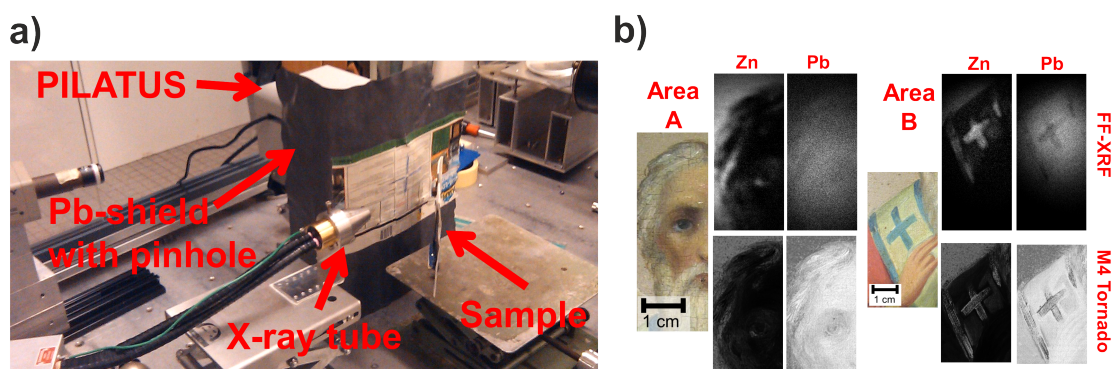 a)
PILATUS
Pb-shield
with pinhole
X-ray tube
Sample
b)
Zn
Pb
Area
A
1 cm
Zn
Pb
Area
B
1 cm
FF-XRF
M4 Tornado